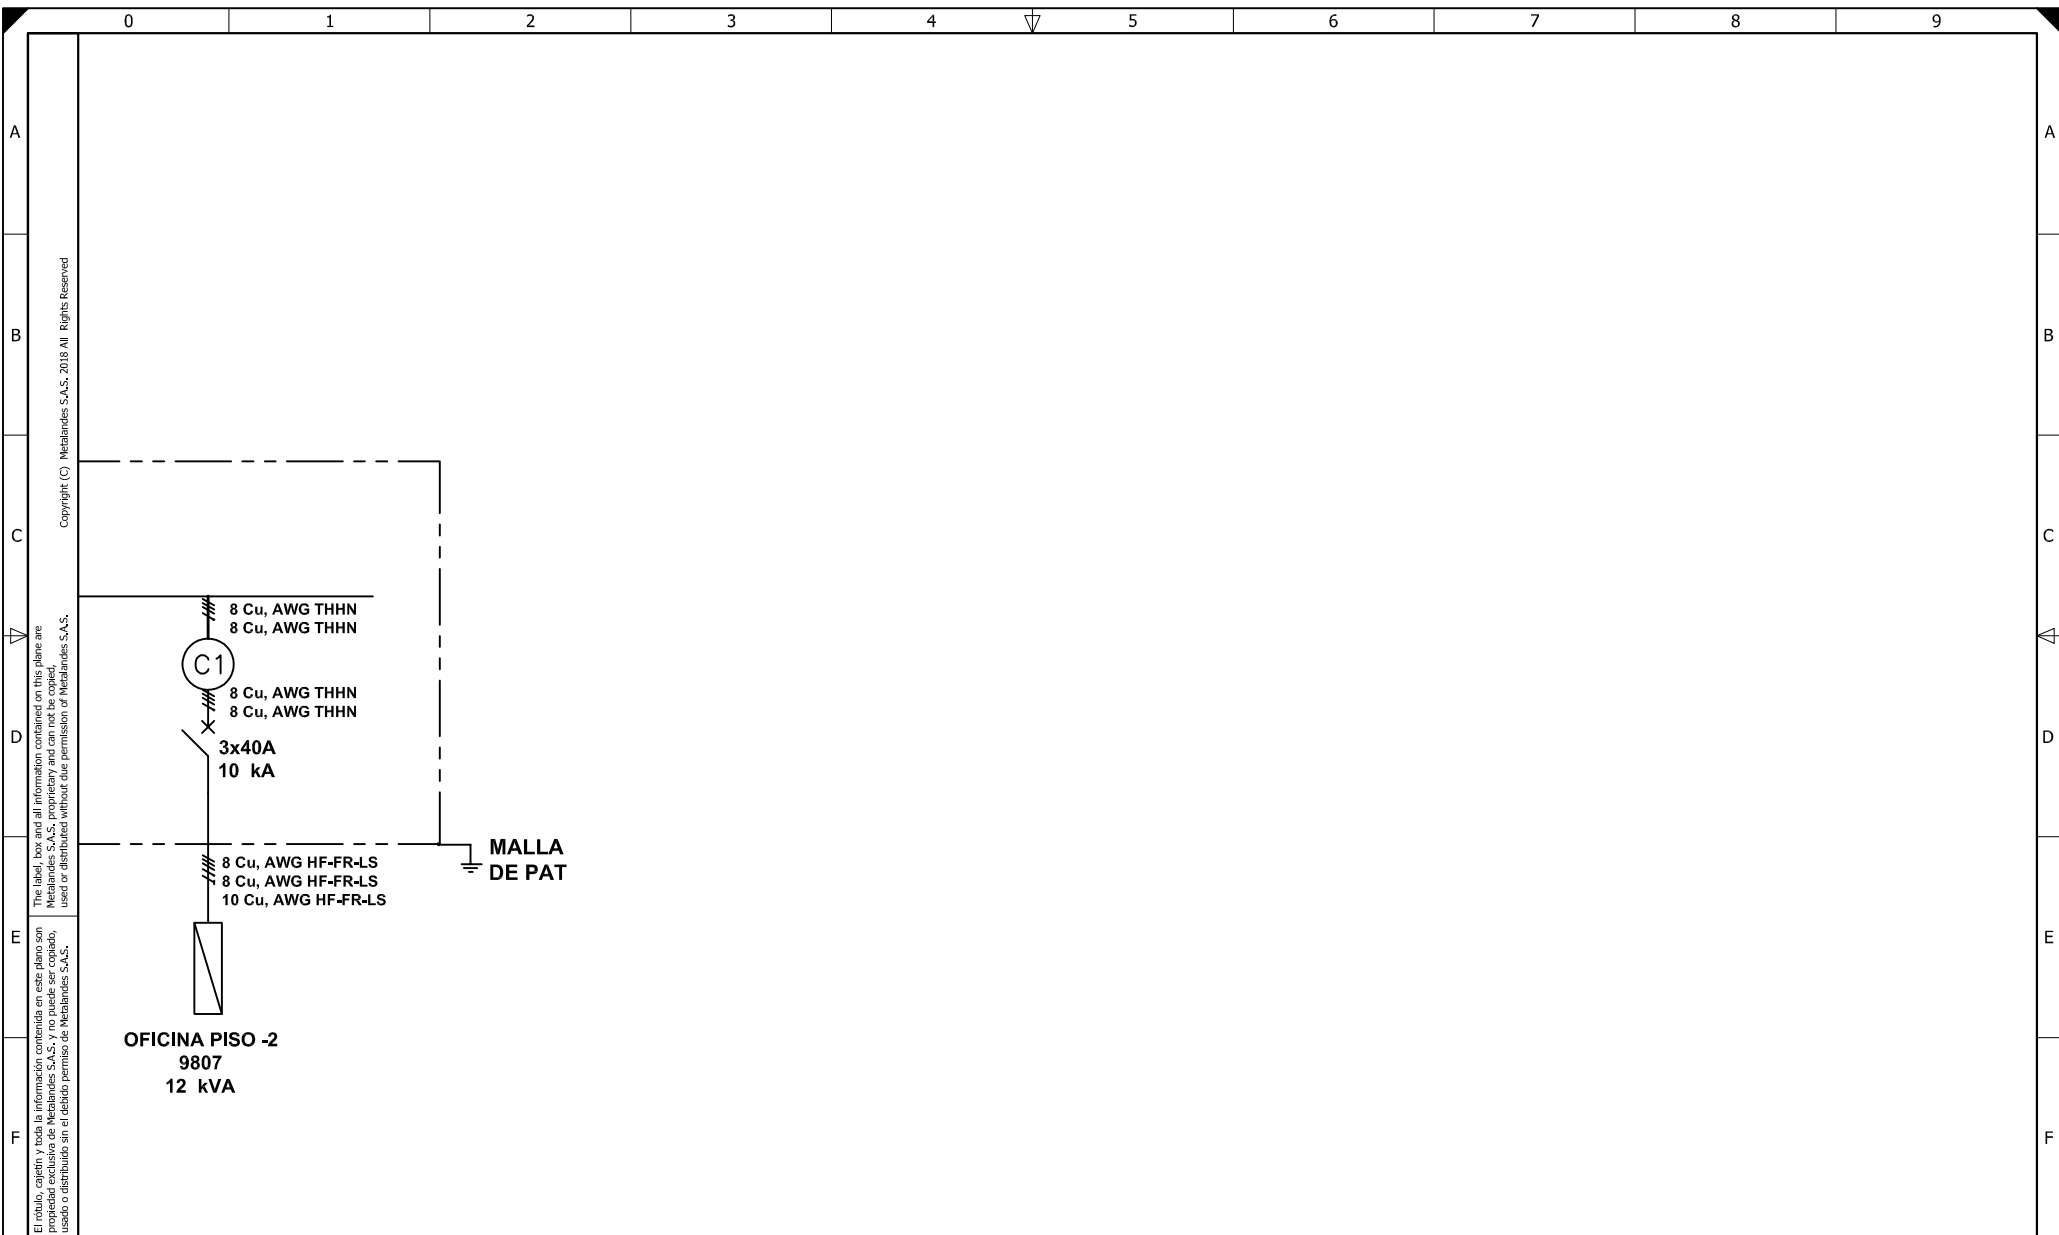 0 1 2 3 4 5 6 7 8 9
A A
B B
C C
D D
E E
F F
Copyright (C) Metalandes S.A.S. 2018 All Rights Reserved
The label, box and all information contained on this plane are
Metalandes S.A.S. proprietary and can not be copied,
used or distributed without due permission of Metalandes S.A.S.
El rótulo, cajetín y toda la información contenida en este plano son
propiedad exclusiva de Metalandes S.A.S. y no puede ser copiado,
usado o distribuido sin el debido permiso de Metalandes S.A.S.
8 Cu, AWG THHN
8 Cu, AWG THHN
C1
8 Cu, AWG THHN
8 Cu, AWG THHN
3x40A
10 kA
MALLA
DE PAT
8 Cu, AWG HF-FR-LS
8 Cu, AWG HF-FR-LS
10 Cu, AWG HF-FR-LS
OFICINA PISO -2
9807
12 kVA